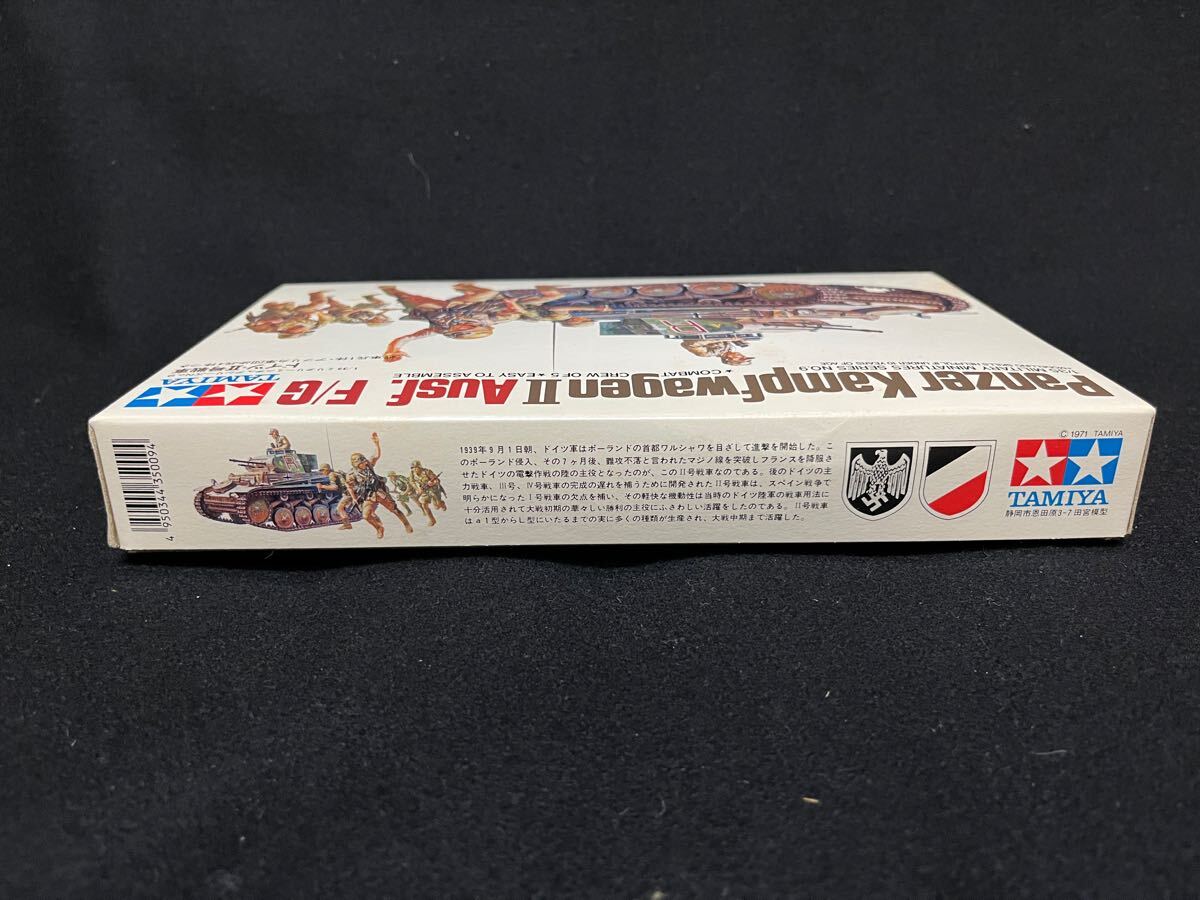 Panzer Kampfwagen II Ausf. F/G
1/35 MILITARY MINIATURES SERIES NO.9
★COMBAT CREW OF 5 ★EASY TO ASSEMBLE
TAMIYA
4 950344 350094
1939年9月1日朝、ドイツ軍はポーランドの首都ワルシャワを目ざして進撃を開始した。こ
のポーランド侵入、その7ヶ月後、難攻不落と言われたマジノ線を突破しフランスを降服さ
せたドイツの電撃作戦の陸の主役となったのが、このII号戦車なのである。後のドイツの主
力戦車、III号、IV号戦車の完成の遅れを補うために開発されたII号戦車は、スペイン戦争で
明らかになったI号戦車の欠点を補い、その軽快な機動性は当時のドイツ陸軍の戦車用法に
十分活用されて大戦初期の華々しい勝利の主役にふさわしい活躍をしたのである。II号戦車
はa1型からL型にいたるまでの実に多くの種類が生産され、大戦中期まで活躍した。
© 1971 TAMIYA
TAMIYA
静岡市恩田原3-7田宮模型